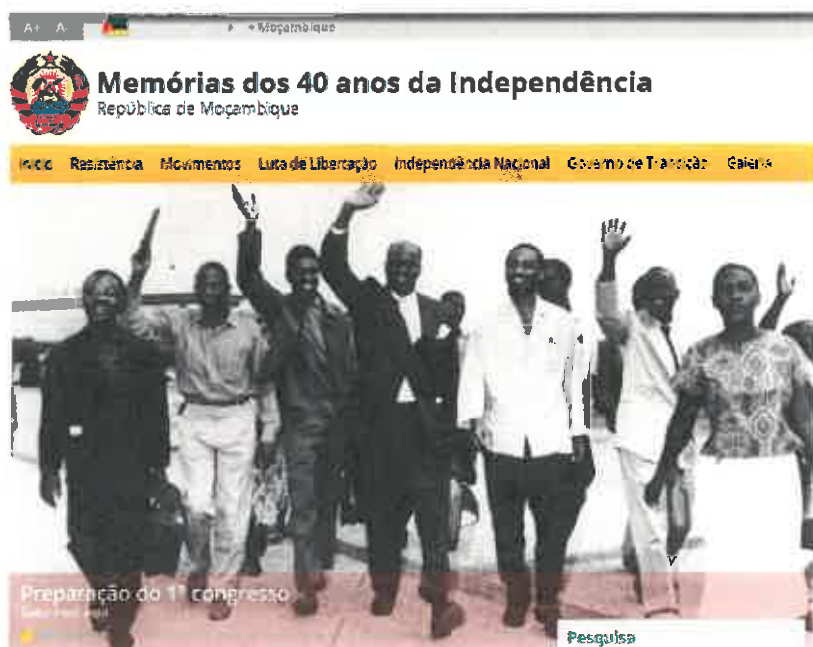 A+ A-
• Moçambique
Memórias dos 40 anos da Independência
República de Moçambique
Início Resistência Movimentos Luta de Libertação Independência Nacional Governo de Transição Galeria
Preparação do 1º congresso
Pesquisa